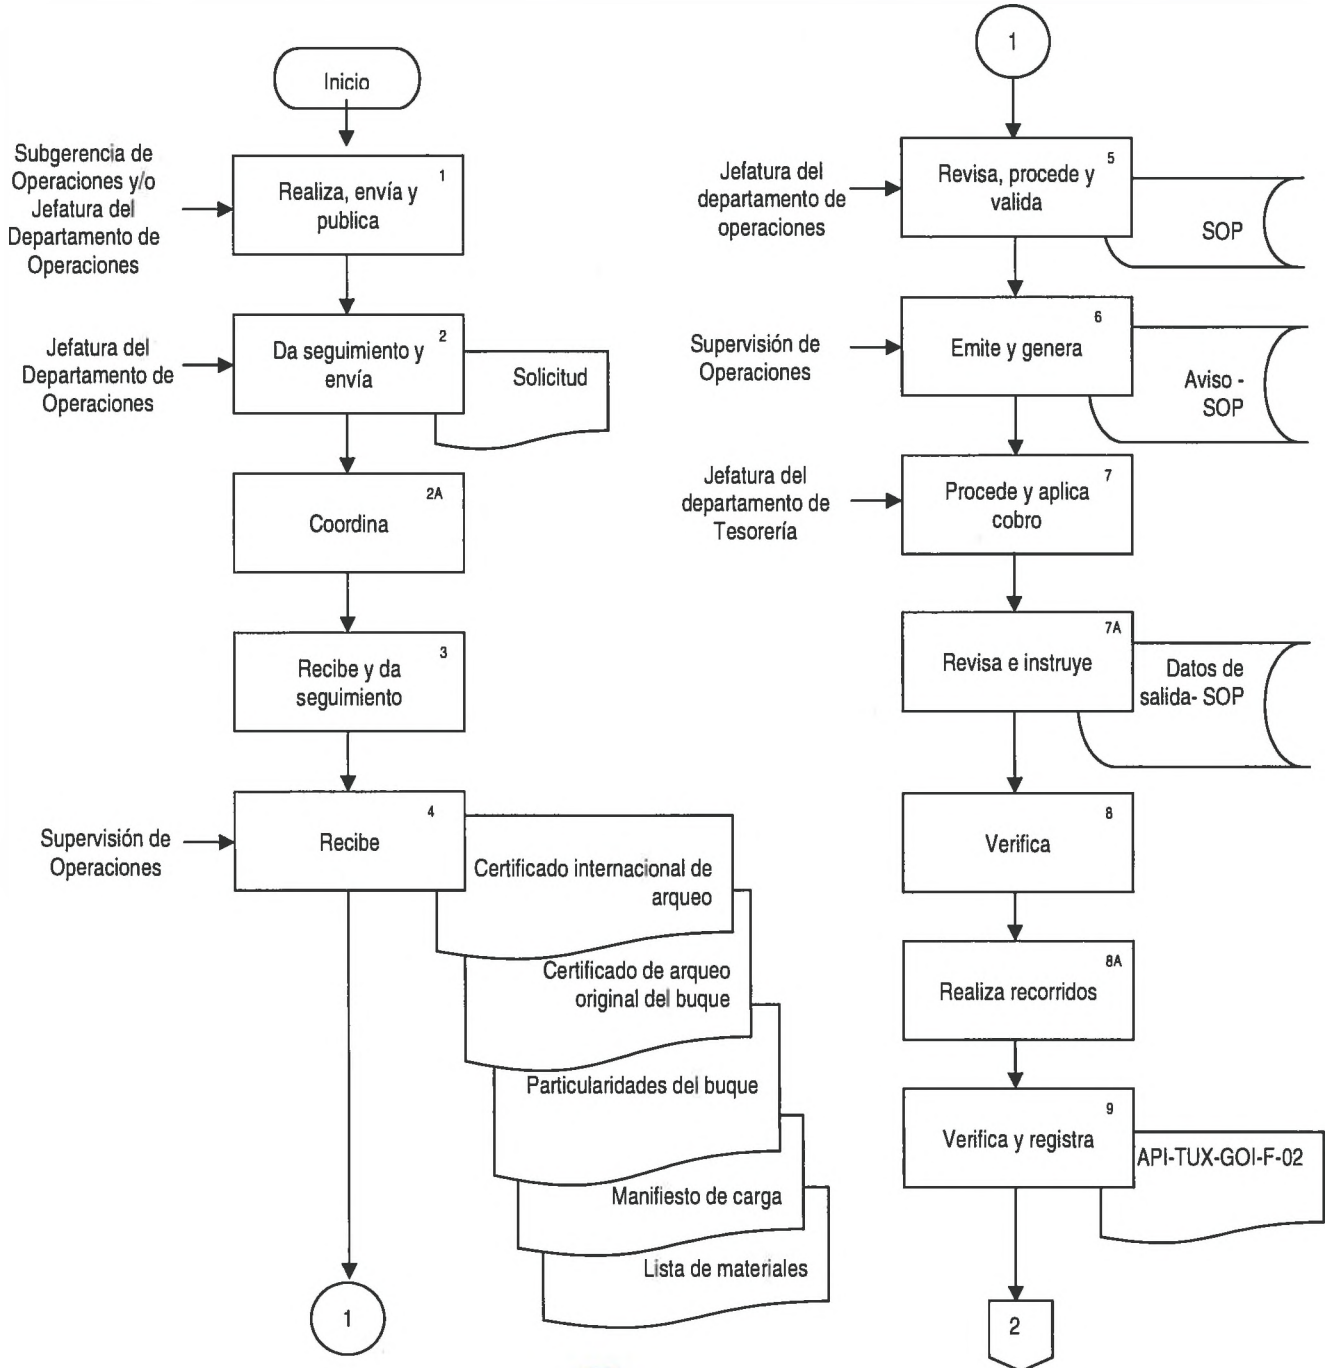 Inicio
Subgerencia de
Operaciones y/o
Jefatura del
Departamento de
Operaciones
1
Realiza, envía y
publica
Jefatura del
Departamento de
Operaciones
2
Da seguimiento y
envía
Solicitud
2A
Coordina
3
Recibe y da
seguimiento
Supervisión de
Operaciones
4
Recibe
Certificado internacional de
arqueo
Certificado de arqueo
original del buque
Particularidades del buque
Manifiesto de carga
Lista de materiales
1
1
Jefatura del
departamento de
operaciones
5
Revisa, procede y
valida
SOP
Supervisión de
Operaciones
6
Emite y genera
Aviso -
SOP
Jefatura del
departamento de
Tesorería
7
Procede y aplica
cobro
7A
Revisa e instruye
Datos de
salida- SOP
8
Verifica
8A
Realiza recorridos
9
Verifica y registra
API-TUX-GOI-F-02
2